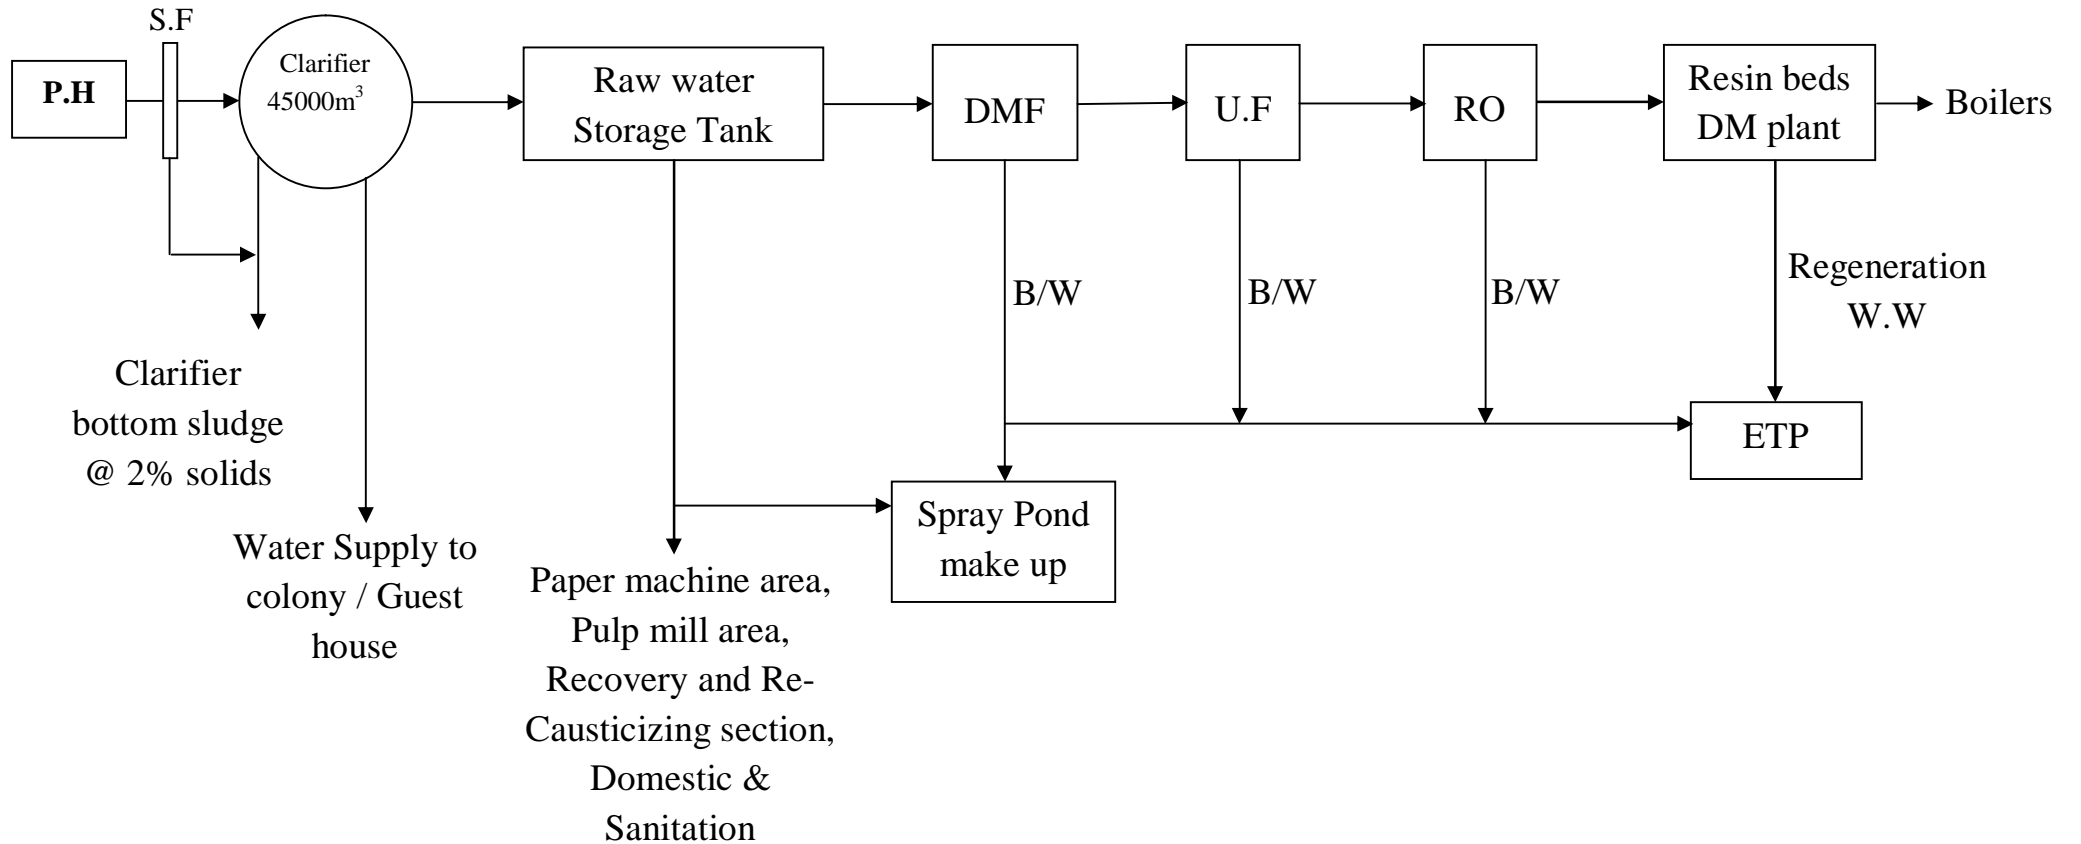 S.F
P.H
Clarifier
45000m³
Raw water
Storage Tank
DMF
U.F
RO
Resin beds
DM plant
Boilers
B/W
B/W
B/W
Regeneration
W.W
Clarifier
bottom sludge
@ 2% solids
ETP
Spray Pond
make up
Water Supply to
colony / Guest
house
Paper machine area,
Pulp mill area,
Recovery and Re-
Causticizing section,
Domestic &
Sanitation